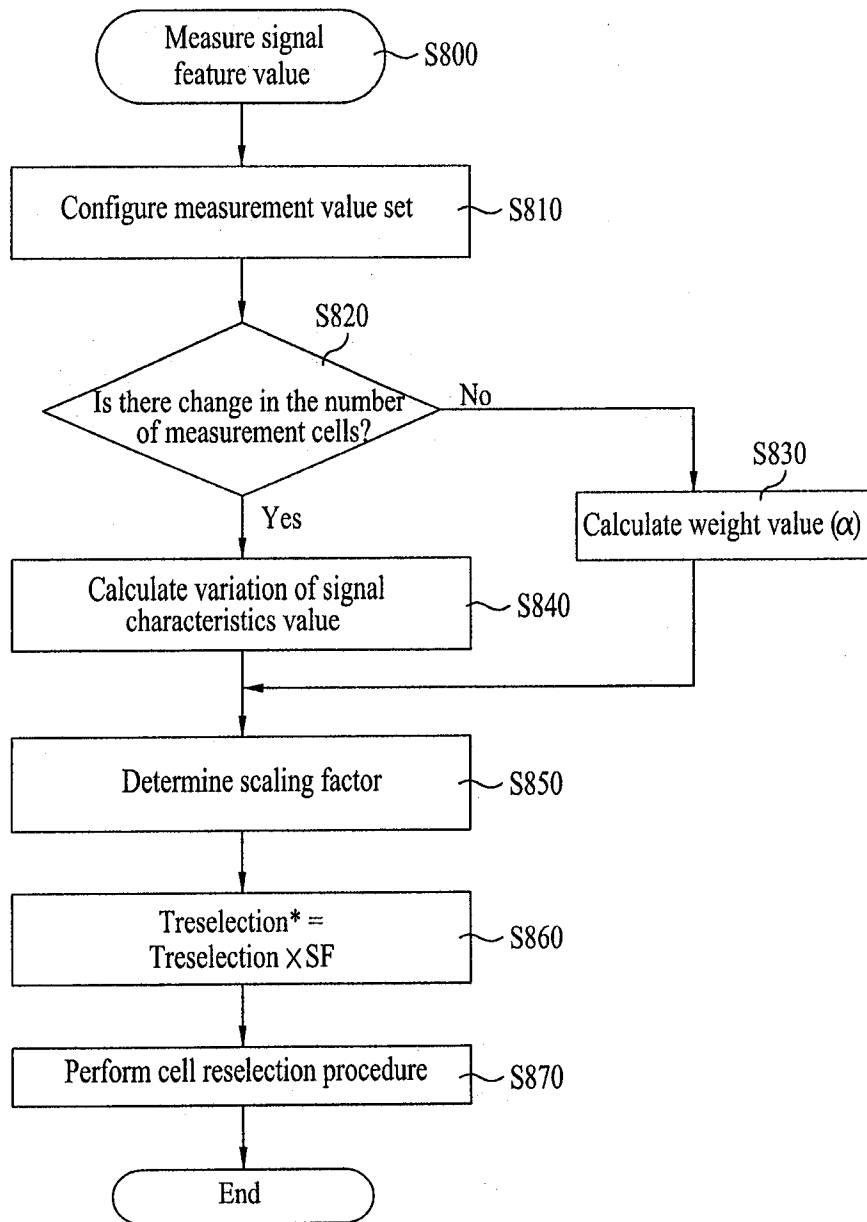 Measure signal
feature value
S800
Configure measurement value set
S810
S820
Is there change in the number
of measurement cells?
No
Yes
S830
Calculate weight value (α)
Calculate variation of signal
characteristics value
S840
Determine scaling factor
S850
Treselection* =
Treselection ×SF
S860
Perform cell reselection procedure
S870
End